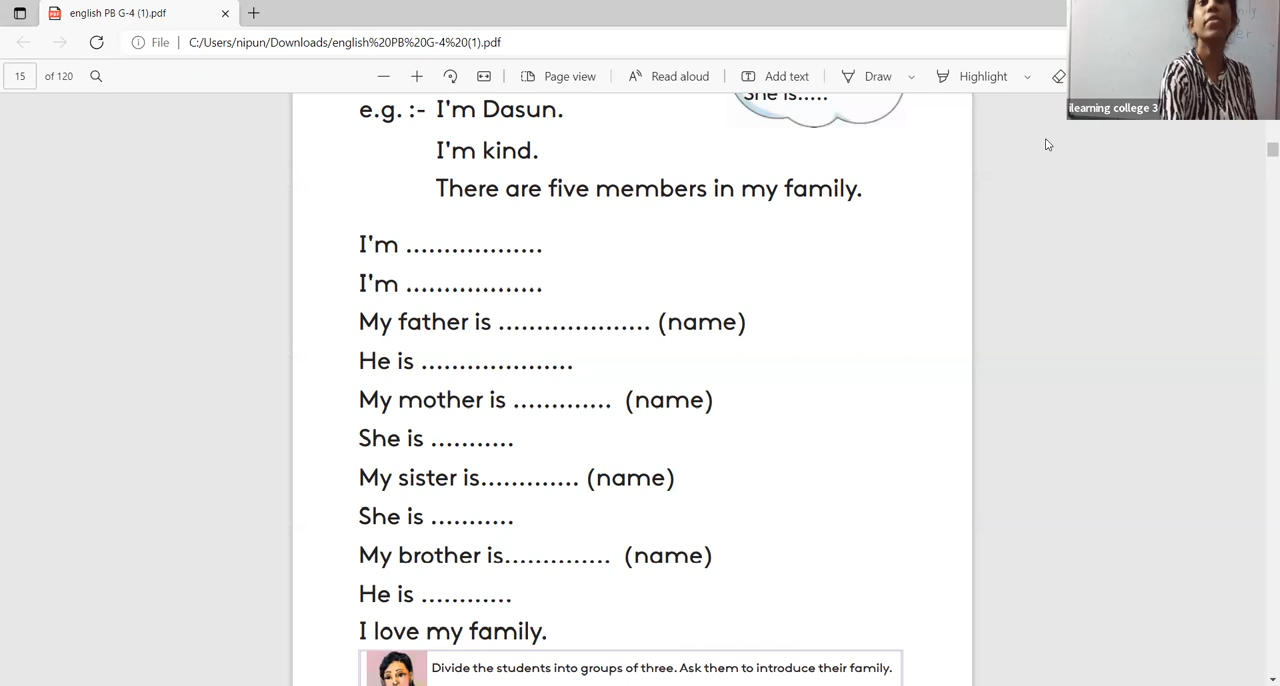 english PB G-4 (1).pdf
File
C:/Users/nipun/Downloads/english%20PB%20G-4%20(1).pdf
15 of 120
Page view
Read aloud
Add text
Draw
Highlight
ilearning college 3
She is.....
e.g. :- I'm Dasun.
I'm kind.
There are five members in my family.
I'm ..................
I'm ..................
My father is .................... (name)
He is ....................
My mother is ............. (name)
She is ...........
My sister is............. (name)
She is ...........
My brother is.............. (name)
He is ............
I love my family.
Divide the students into groups of three. Ask them to introduce their family.